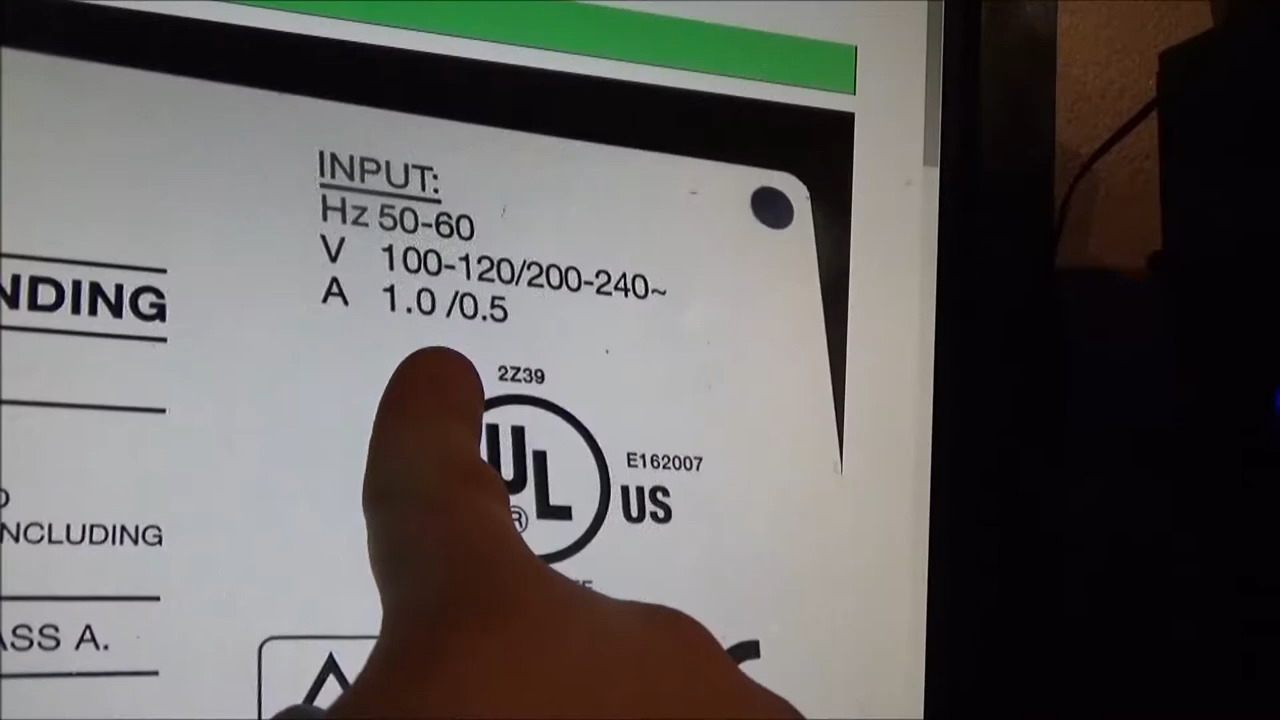 INPUT:
Hz 50-60
V 100-120/200-240~
A 1.0 /0.5
NDING
2Z39
UL
®
E162007
US
NCLUDING
ASS A.